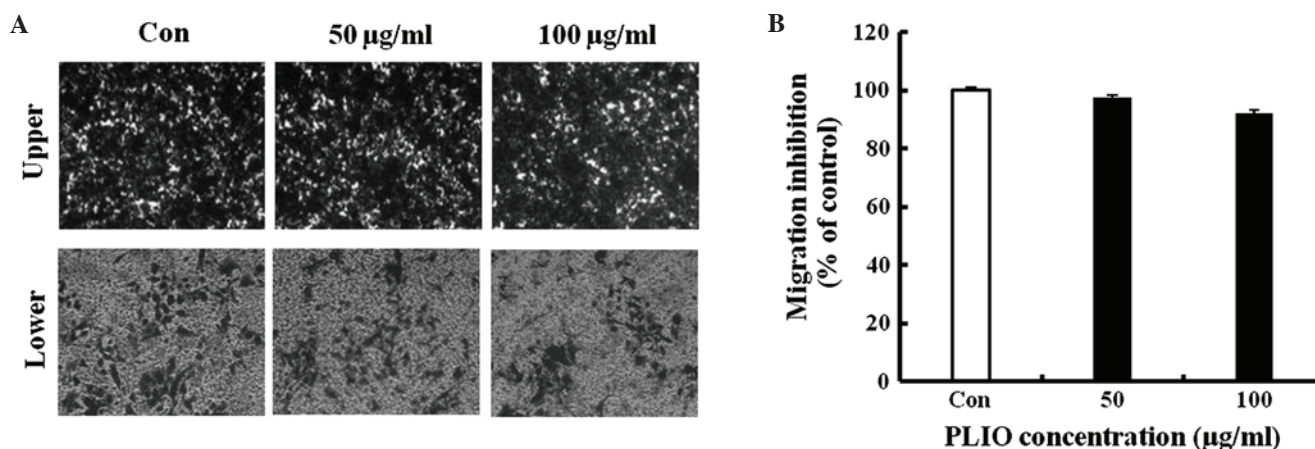 A
Con
50 µg/ml
100 µg/ml
Upper
Lower
B
Migration inhibition
(% of control)
120
100
80
60
40
20
0
Con
50
100
PLIO concentration (µg/ml)